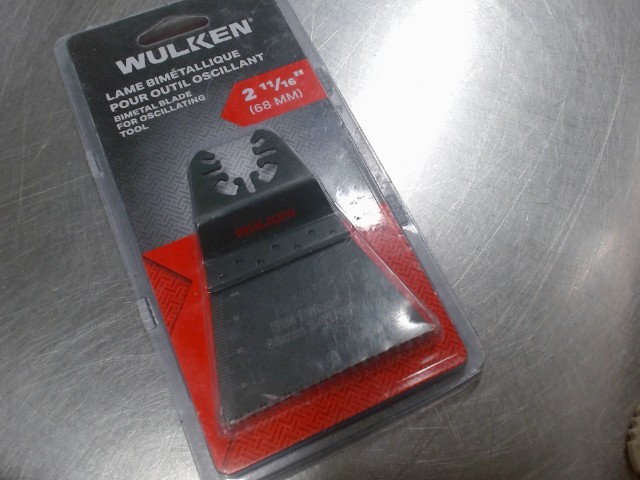 WULKEN
LAME BIMÉTALLIQUE
POUR OUTIL OSCILLANT
BIMETAL BLADE
FOR OSCILLATING
TOOL
2 11/16"
(68 MM)
WULKEN